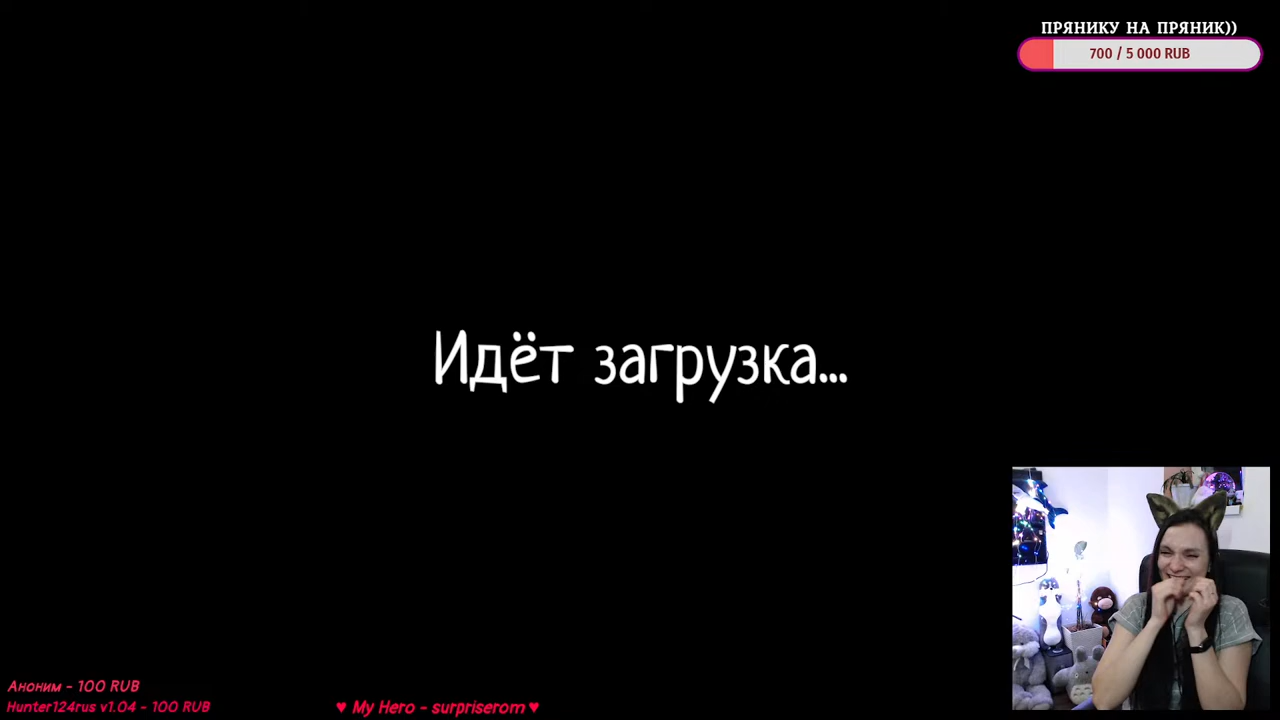 ПРЯНИКУ НА ПРЯНИК))
700 / 5 000 RUB
Идёт загрузка...
Аноним - 100 RUB
Hunter124rus v1.04 - 100 RUB
♥ My Hero - surpriserom ♥